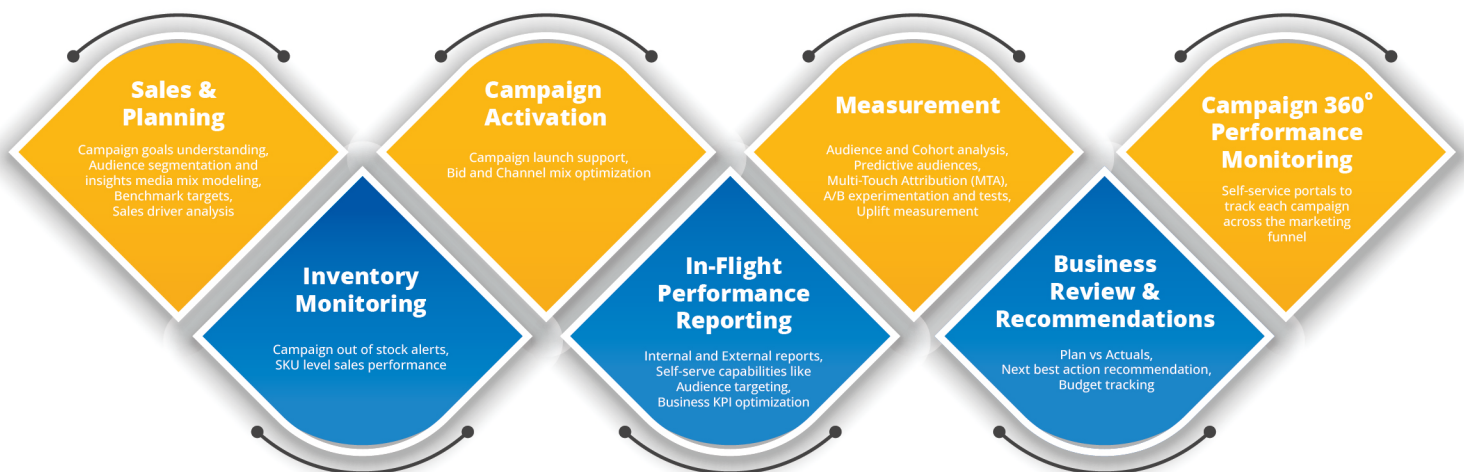 Sales &
Planning
Campaign goals understanding,
Audience segmentation and
insights media mix modeling,
Benchmark targets,
Sales driver analysis
Inventory
Monitoring
Campaign out of stock alerts,
SKU level sales performance
Campaign
Activation
Campaign launch support,
Bid and Channel mix optimization
In-Flight
Performance
Reporting
Internal and External reports,
Self-serve capabilities like
Audience targeting,
Business KPI optimization
Measurement
Audience and Cohort analysis,
Predictive audiences,
Multi-Touch Attribution (MTA),
A/B experimentation and tests,
Uplift measurement
Business
Review &
Recommendations
Plan vs Actuals,
Next best action recommendation,
Budget tracking
Campaign 360°
Performance
Monitoring
Self-service portals to
track each campaign
across the marketing
funnel